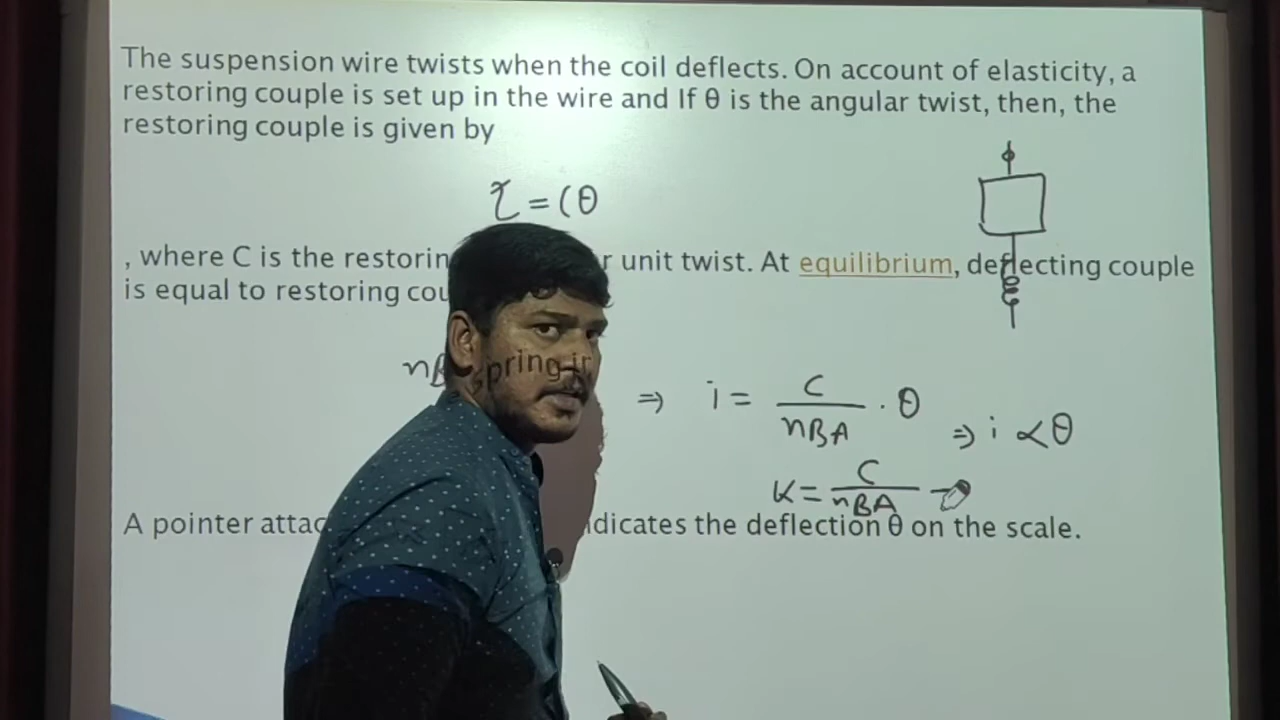 The suspension wire twists when the coil deflects. On account of elasticity, a
restoring couple is set up in the wire and If θ is the angular twist, then, the
restoring couple is given by
τ = Cθ
, where C is the restorin r unit twist. At equilibrium, deflecting couple
is equal to restoring cou
nB pring-ir ⇒ i = C/nBA · θ ⇒ i ∝ θ
K = C/nBA
A pointer attac dicates the deflection θ on the scale.